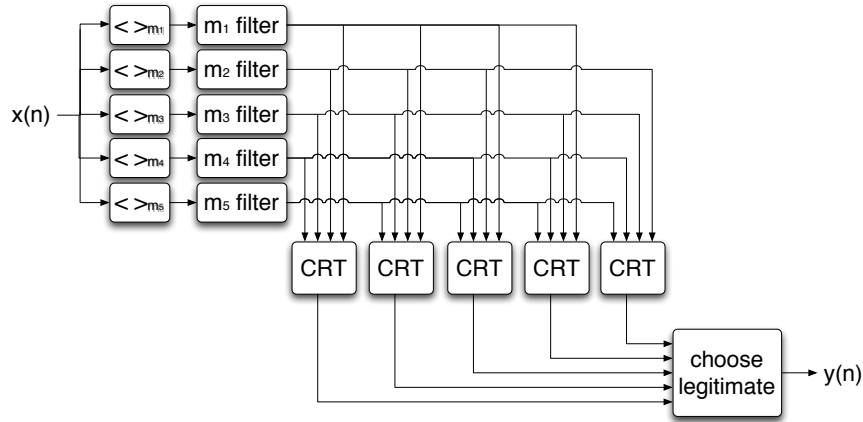 < >m₁ m₁ filter
< >m₂ m₂ filter
x(n) < >m₃ m₃ filter
< >m₄ m₄ filter
< >m₅ m₅ filter
CRT CRT CRT CRT CRT
choose
legitimate
y(n)